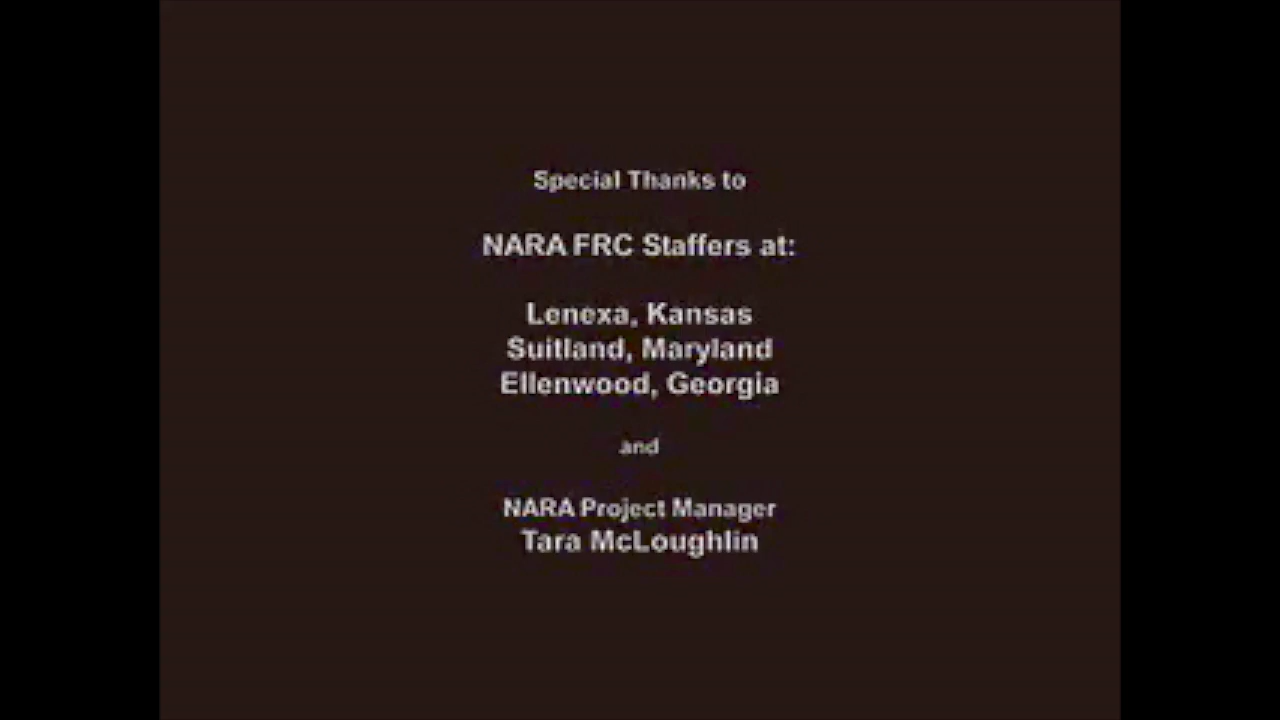 Special Thanks to
NARA FRC Staffers at:
Lenexa, Kansas
Suitland, Maryland
Ellenwood, Georgia
and
NARA Project Manager
Tara McLoughlin